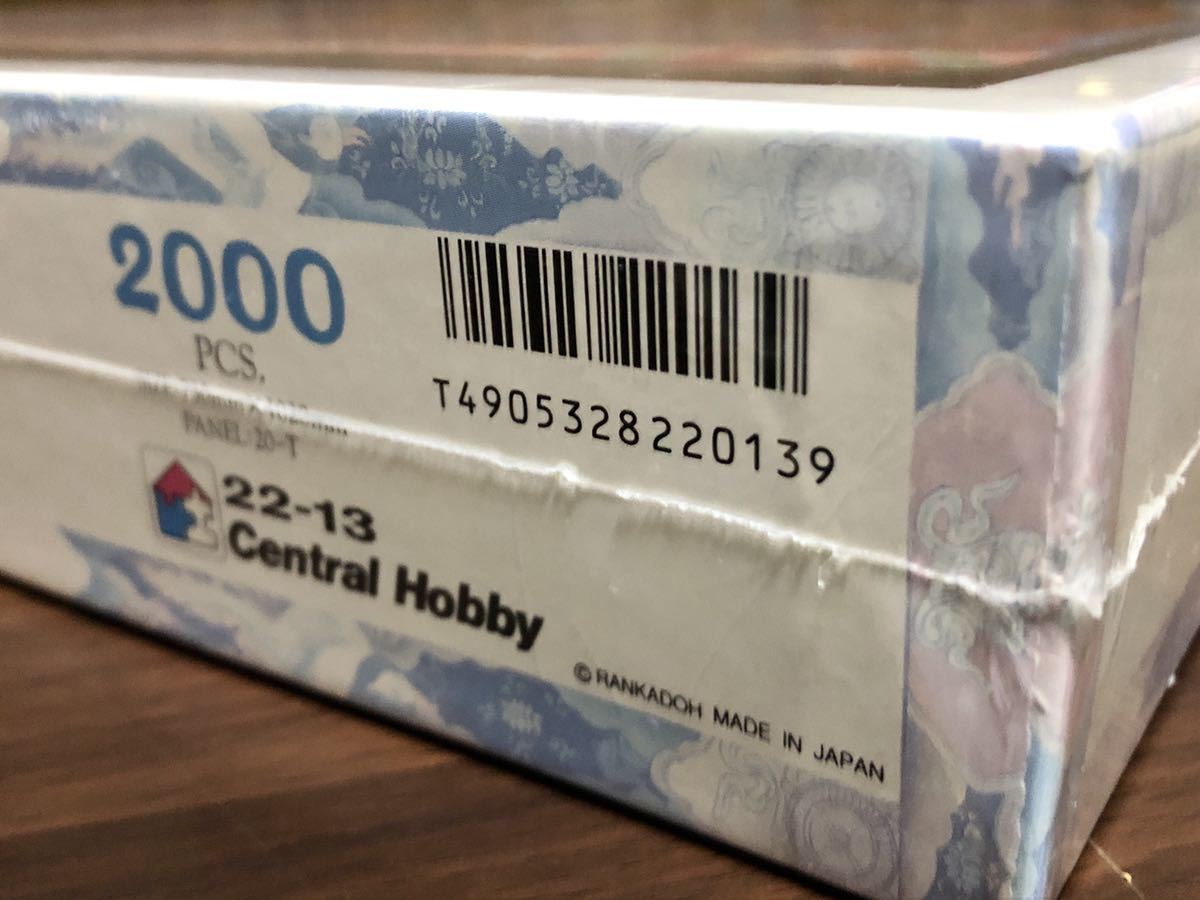 2000
PCS.
PANEL 20-T
T4905328220139
22-13
Central Hobby
© RANKADOH MADE IN JAPAN